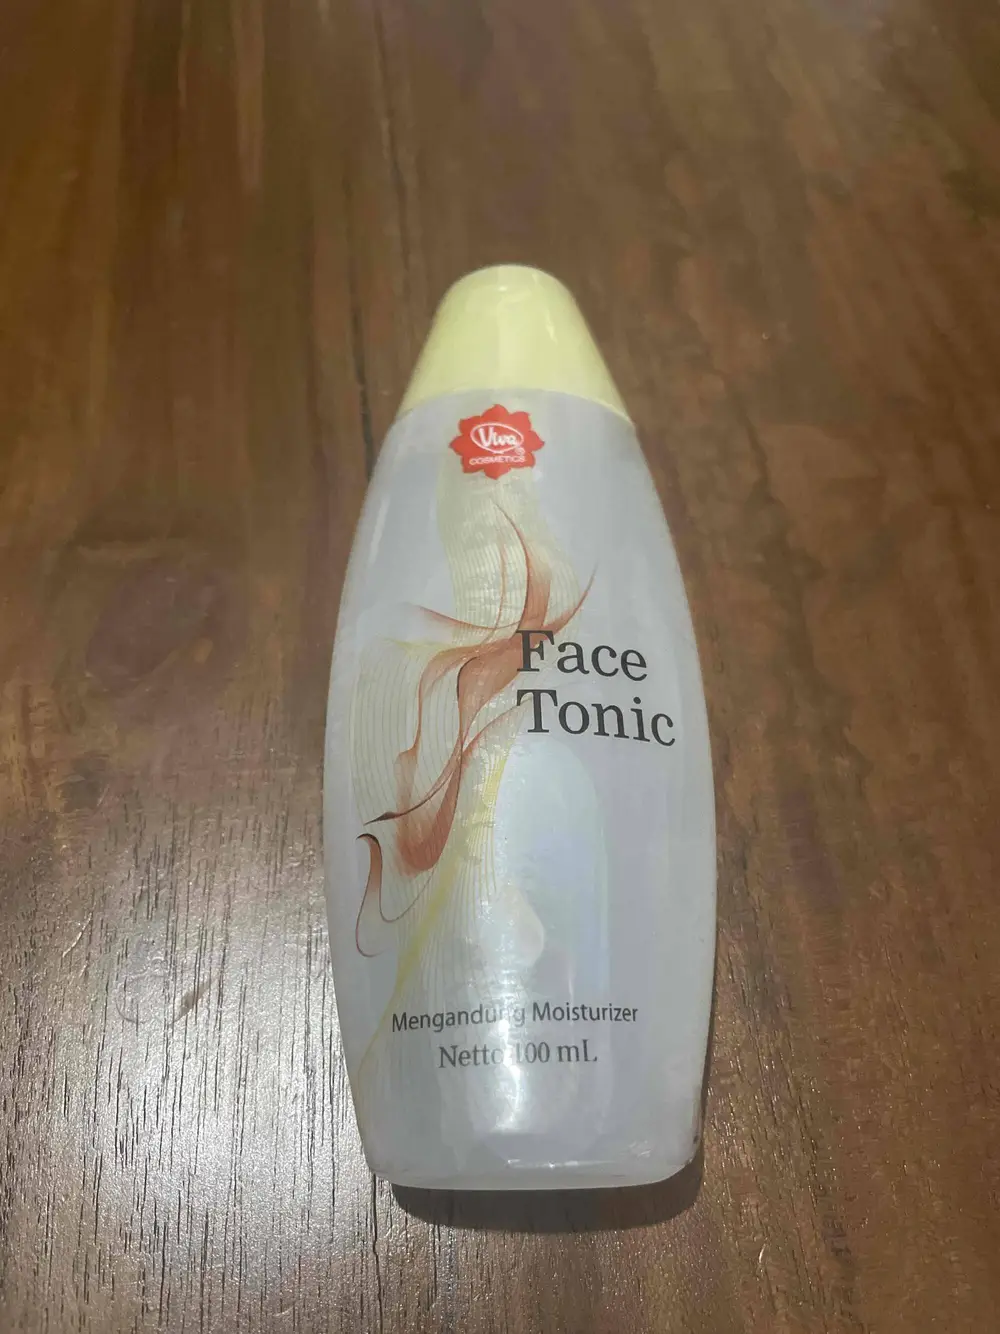 Viva®
COSMETICS
Face
Tonic
Mengandung Moisturizer
Netto 100 mL